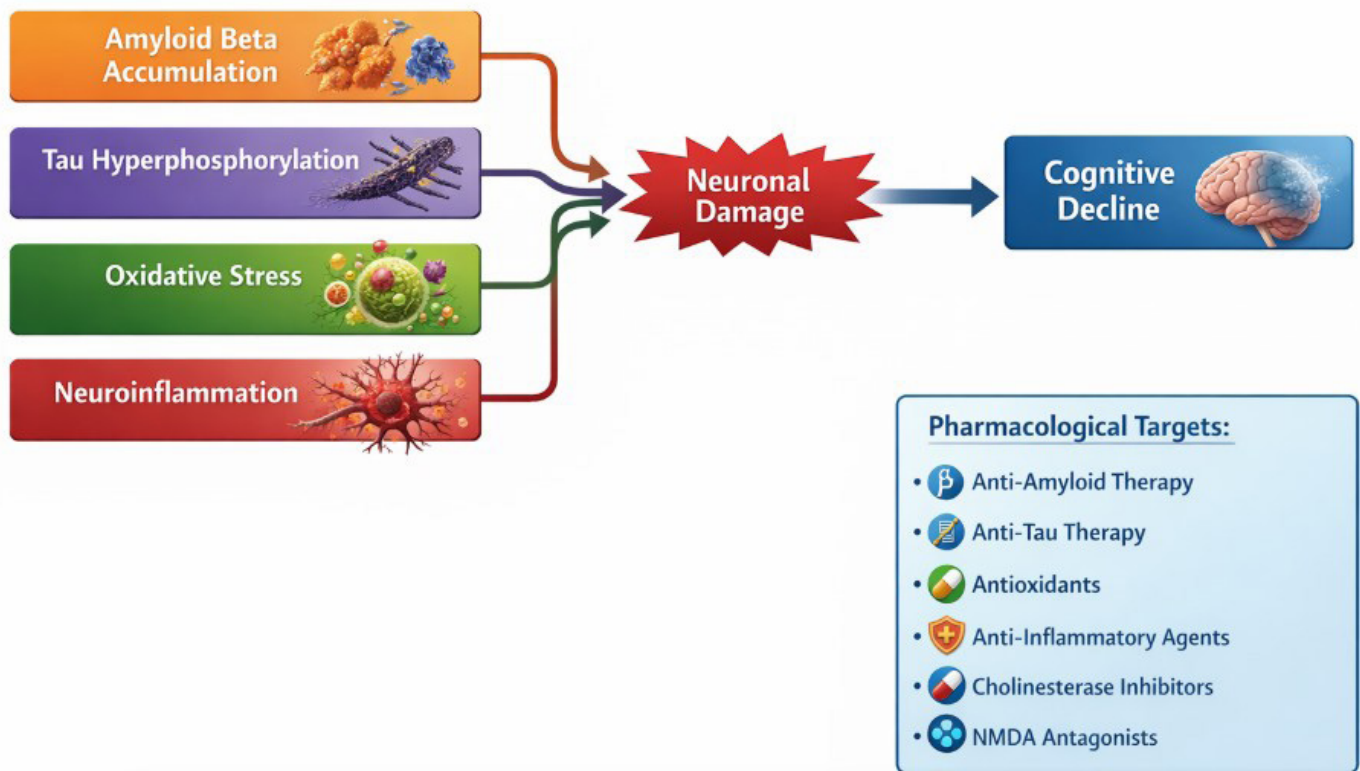 Amyloid Beta
Accumulation
Tau Hyperphosphorylation
Oxidative Stress
Neuroinflammation
Neuronal
Damage
Cognitive
Decline
Pharmacological Targets:
• β Anti-Amyloid Therapy
• Anti-Tau Therapy
• Antioxidants
• Anti-Inflammatory Agents
• Cholinesterase Inhibitors
• NMDA Antagonists